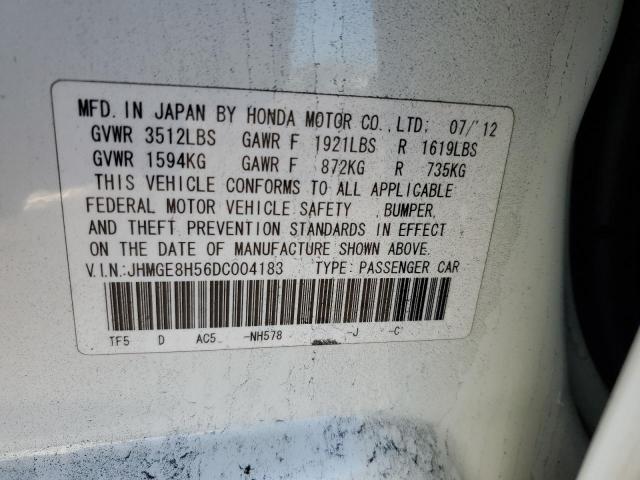 MFD. IN JAPAN BY HONDA MOTOR CO.,LTD; 07/'12
GVWR 3512LBS GAWR F 1921LBS R 1619LBS
GVWR 1594KG GAWR F 872KG R 735KG
THIS VEHICLE CONFORMS TO ALL APPLICABLE
FEDERAL MOTOR VEHICLE SAFETY ,BUMPER,
AND THEFT PREVENTION STANDARDS IN EFFECT
ON THE DATE OF MANUFACTURE SHOWN ABOVE.
V.I.N.:JHMGE8H56DC004183 TYPE: PASSENGER CAR
TF5 D AC5 -NH578 -J -C